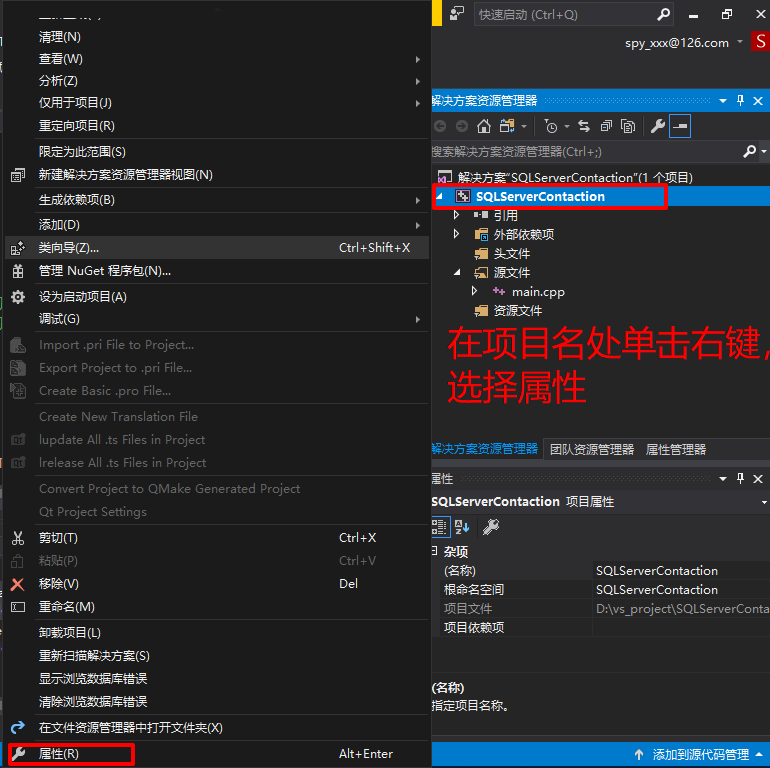 清理(N)
查看(W)
分析(Z)
仅用于项目(J)
重定向项目(R)
限定为此范围(S)
新建解决方案资源管理器视图(N)
生成依赖项(B)
添加(D)
类向导(Z)... Ctrl+Shift+X
管理 NuGet 程序包(N)...
设为启动项目(A)
调试(G)
Import .pri File to Project...
Export Project to .pri File...
Create Basic .pro File...
Create New Translation File
lupdate All .ts Files in Project
lrelease All .ts Files in Project
Convert Project to QMake Generated Project
Qt Project Settings
剪切(T) Ctrl+X
粘贴(P) Ctrl+V
移除(V) Del
重命名(M)
卸载项目(L)
重新扫描解决方案(S)
显示浏览数据库错误
清除浏览数据库错误
在文件资源管理器中打开文件夹(X)
属性(R) Alt+Enter
快速启动 (Ctrl+Q)
spy_xxx@126.com
S
解决方案资源管理器
搜索解决方案资源管理器(Ctrl+;)
解决方案"SQLServerContaction"(1 个项目)
SQLServerContaction
引用
外部依赖项
头文件
源文件
main.cpp
资源文件
在项目名处单击右键,
选择属性
解决方案资源管理器 团队资源管理器 属性管理器
属性
SQLServerContaction 项目属性
杂项
(名称) SQLServerContaction
根命名空间 SQLServerContaction
项目文件 D:\vs_project\SQLServerConta
项目依赖项
(名称)
指定项目名称。
添加到源代码管理